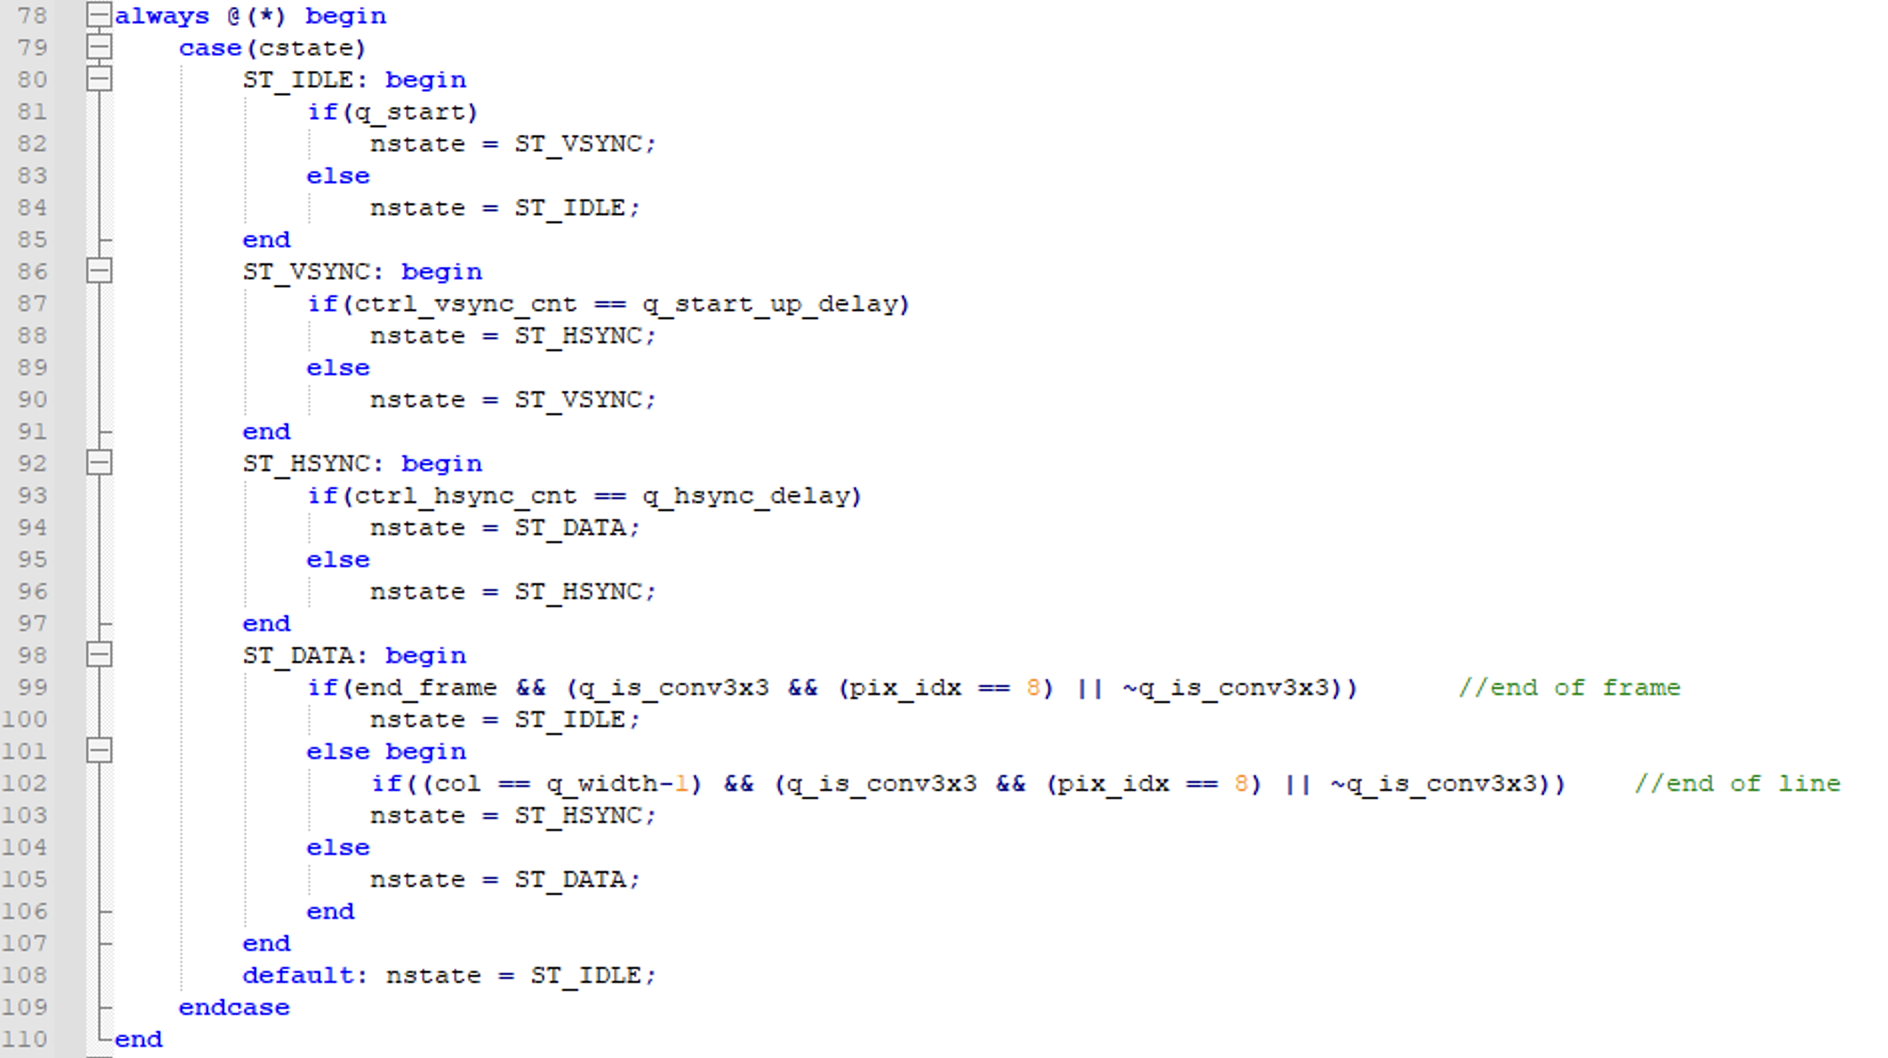 78 always @(*) begin
79     case(cstate)
80         ST_IDLE: begin
81             if(q_start)
82                 nstate = ST_VSYNC;
83             else
84                 nstate = ST_IDLE;
85         end
86         ST_VSYNC: begin
87             if(ctrl_vsync_cnt == q_start_up_delay)
88                 nstate = ST_HSYNC;
89             else
90                 nstate = ST_VSYNC;
91         end
92         ST_HSYNC: begin
93             if(ctrl_hsync_cnt == q_hsync_delay)
94                 nstate = ST_DATA;
95             else
96                 nstate = ST_HSYNC;
97         end
98         ST_DATA: begin
99             if(end_frame && (q_is_conv3x3 && (pix_idx == 8) || ~q_is_conv3x3))      //end of frame
100                 nstate = ST_IDLE;
101             else begin
102                 if((col == q_width-1) && (q_is_conv3x3 && (pix_idx == 8) || ~q_is_conv3x3))    //end of line
103                 nstate = ST_HSYNC;
104             else
105                 nstate = ST_DATA;
106             end
107         end
108         default: nstate = ST_IDLE;
109     endcase
110 end